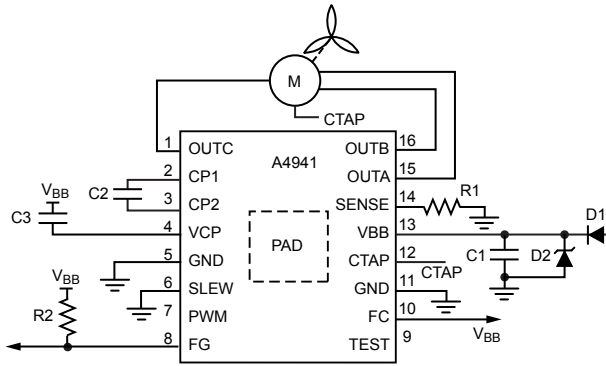 M
CTAP
1 OUTC A4941 OUTB 16
2 CP1 OUTA 15
C2
3 CP2 SENSE 14 R1
V_BB
C3
4 VCP PAD VBB 13 D1
C1 D2
5 GND CTAP 12 CTAP
6 SLEW GND 11
V_BB
R2
7 PWM FC 10 V_BB
8 FG TEST 9